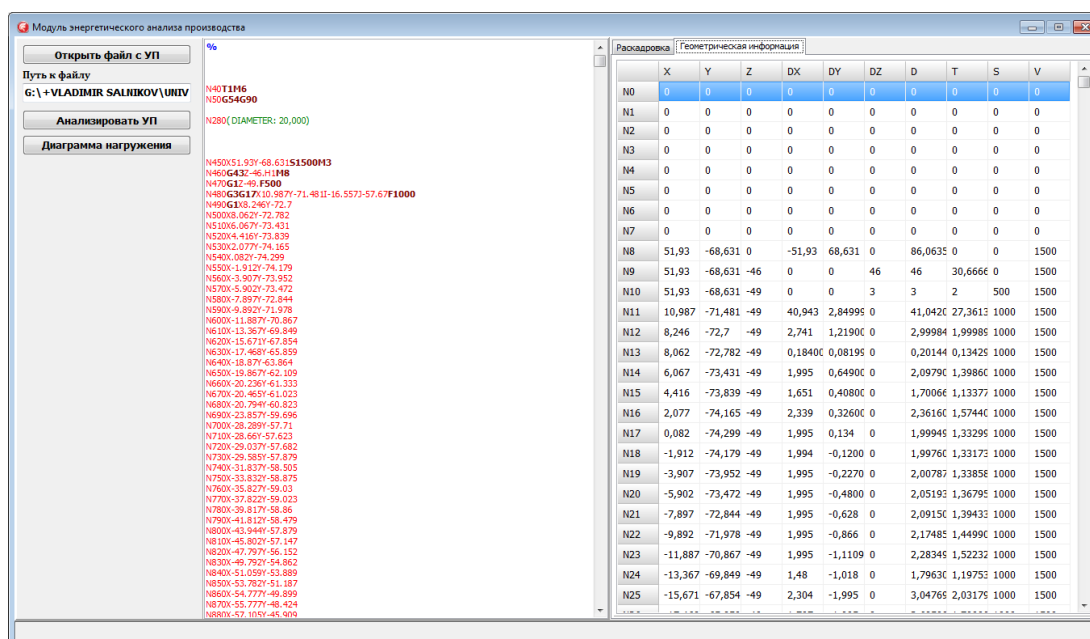 Модуль энергетического анализа производства
Открыть файл с УП
Путь к файлу
G:\+VLADIMIR SALNIKOV\UNIV
Анализировать УП
Диаграмма нагружения
%
N40T1M6
N50G54G90
N280( DIAMETER: 20,000)
N450X51.93Y-68.631S1500M3
N460G43Z-46.H1M8
N470G1Z-49.F500
N480G3G17X10.987Y-71.481I-16.557J-57.67F1000
N490G1X8.246Y-72.7
N500X8.062Y-72.782
N510X6.067Y-73.431
N520X4.416Y-73.839
N530X2.077Y-74.165
N540X.082Y-74.299
N550X-1.912Y-74.179
N560X-3.907Y-73.952
N570X-5.902Y-73.472
N580X-7.897Y-72.844
N590X-9.892Y-71.978
N600X-11.887Y-70.867
N610X-13.367Y-69.849
N620X-15.671Y-67.854
N630X-17.468Y-65.859
N640X-18.87Y-63.864
N650X-19.867Y-62.109
N660X-20.236Y-61.333
N670X-20.465Y-61.023
N680X-20.794Y-60.823
N690X-23.857Y-59.696
N700X-28.289Y-57.71
N710X-28.66Y-57.623
N720X-29.037Y-57.682
N730X-29.585Y-57.879
N740X-31.837Y-58.505
N750X-33.832Y-58.875
N760X-35.827Y-59.03
N770X-37.822Y-59.023
N780X-39.817Y-58.86
N790X-41.812Y-58.479
N800X-43.944Y-57.879
N810X-45.802Y-57.147
N820X-47.797Y-56.152
N830X-49.792Y-54.862
N840X-51.059Y-53.889
N850X-53.782Y-51.187
N860X-54.777Y-49.899
N870X-55.777Y-48.424
N880X-57.105Y-45.909
Раскадровка Геометрическая информация
X Y Z DX DY DZ D T S V
N0 0 0 0 0 0 0 0 0 0 0
N1 0 0 0 0 0 0 0 0 0 0
N2 0 0 0 0 0 0 0 0 0 0
N3 0 0 0 0 0 0 0 0 0 0
N4 0 0 0 0 0 0 0 0 0 0
N5 0 0 0 0 0 0 0 0 0 0
N6 0 0 0 0 0 0 0 0 0 0
N7 0 0 0 0 0 0 0 0 0 0
N8 51,93 -68,631 0 -51,93 68,631 0 86,0635 0 0 1500
N9 51,93 -68,631 -46 0 0 46 46 30,6666 0 1500
N10 51,93 -68,631 -49 0 0 3 3 2 500 1500
N11 10,987 -71,481 -49 40,943 2,84999 0 41,0420 27,3613 1000 1500
N12 8,246 -72,7 -49 2,741 1,21900 0 2,99984 1,99989 1000 1500
N13 8,062 -72,782 -49 0,18400 0,08199 0 0,20144 0,13429 1000 1500
N14 6,067 -73,431 -49 1,995 0,64900 0 2,09790 1,39860 1000 1500
N15 4,416 -73,839 -49 1,651 0,40800 0 1,70066 1,13377 1000 1500
N16 2,077 -74,165 -49 2,339 0,32600 0 2,36160 1,57440 1000 1500
N17 0,082 -74,299 -49 1,995 0,134 0 1,99949 1,33299 1000 1500
N18 -1,912 -74,179 -49 1,994 -0,1200 0 1,99760 1,33173 1000 1500
N19 -3,907 -73,952 -49 1,995 -0,2270 0 2,00787 1,33858 1000 1500
N20 -5,902 -73,472 -49 1,995 -0,4800 0 2,05193 1,36795 1000 1500
N21 -7,897 -72,844 -49 1,995 -0,628 0 2,09150 1,39433 1000 1500
N22 -9,892 -71,978 -49 1,995 -0,866 0 2,17485 1,44990 1000 1500
N23 -11,887 -70,867 -49 1,995 -1,1109 0 2,28349 1,52232 1000 1500
N24 -13,367 -69,849 -49 1,48 -1,018 0 1,79630 1,19753 1000 1500
N25 -15,671 -67,854 -49 2,304 -1,995 0 3,04769 2,03179 1000 1500